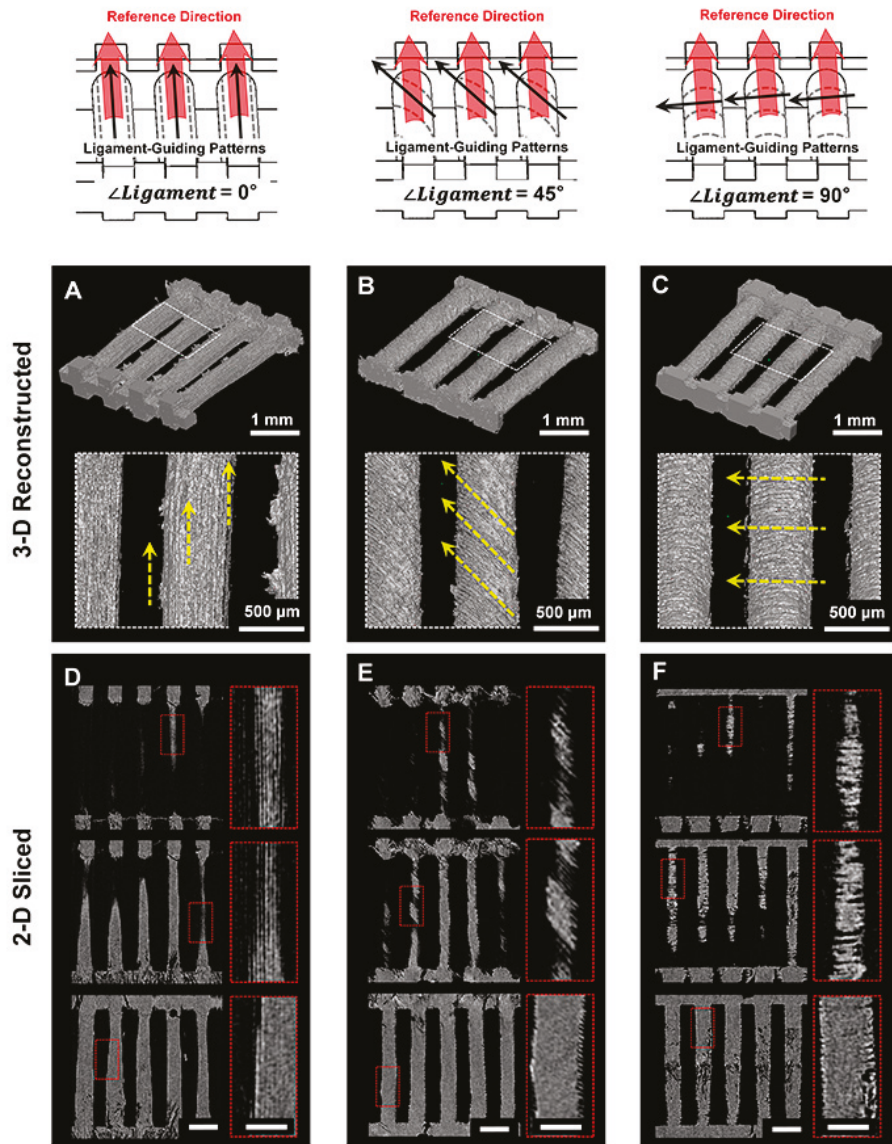 Reference Direction
Reference Direction
Reference Direction
Ligament-Guiding Patterns
Ligament-Guiding Patterns
Ligament-Guiding Patterns
∠Ligament = 0°
∠Ligament = 45°
∠Ligament = 90°
3-D Reconstructed
A
B
C
1 mm
1 mm
1 mm
500 µm
500 µm
500 µm
2-D Sliced
D
E
F